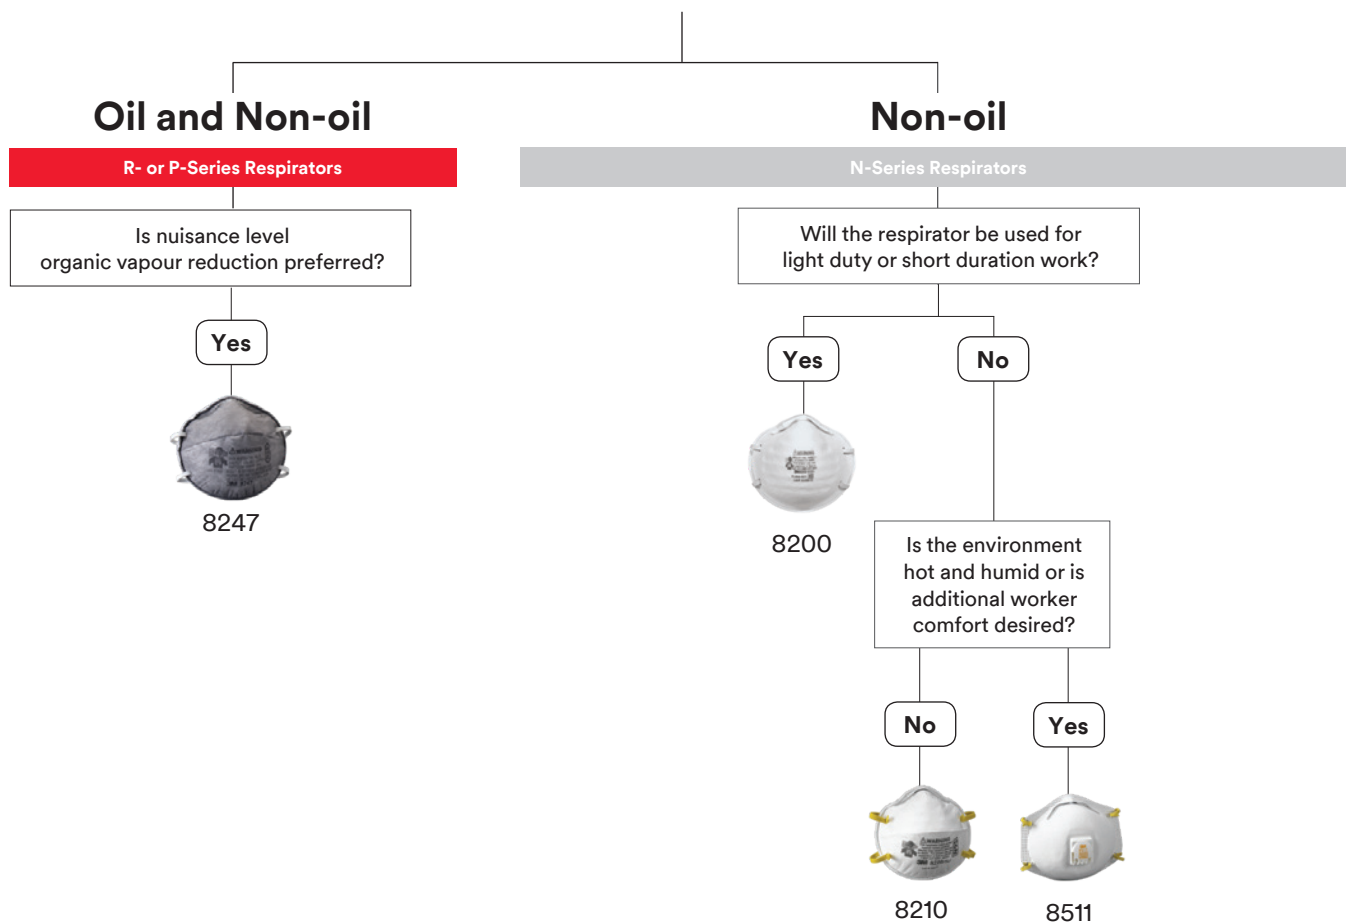 Oil and Non-oil
R- or P-Series Respirators
Is nuisance level
organic vapour reduction preferred?
Yes
8247
Non-oil
N-Series Respirators
Will the respirator be used for
light duty or short duration work?
Yes
No
8200
Is the environment
hot and humid or is
additional worker
comfort desired?
No
Yes
8210
8511